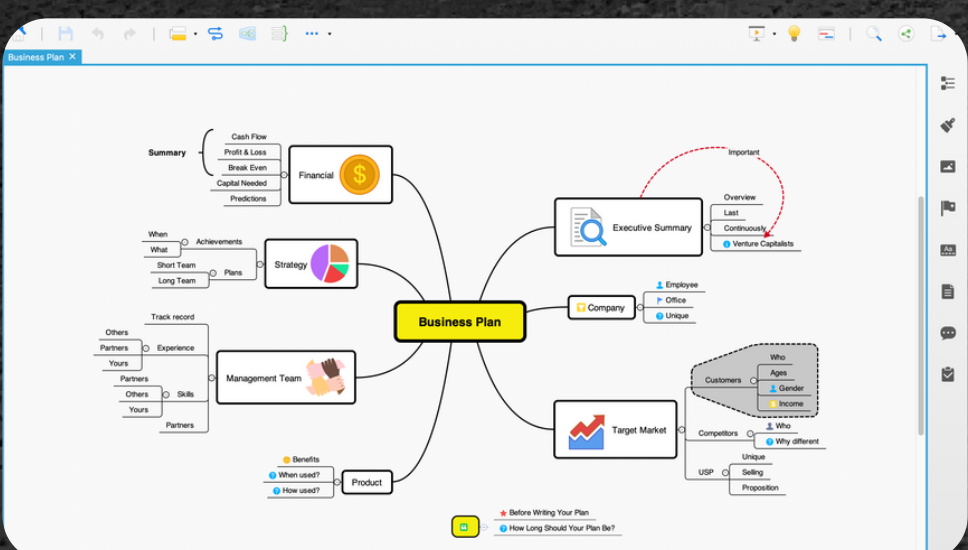 Business Plan
Summary
Cash Flow
Profit & Loss
Break Even
Capital Needed
Predictions
Financial
When
What
Achievements
Short Team
Long Team
Plans
Strategy
Track record
Others
Partners
Yours
Experience
Partners
Others
Yours
Skills
Partners
Management Team
Benefits
When used?
How used?
Product
Business Plan
Important
Executive Summary
Overview
Last
Continuously
Venture Capitalists
Company
Employee
Office
Unique
Target Market
Customers
Who
Ages
Gender
Income
Competitors
Who
Why different
USP
Unique
Selling
Proposition
Before Writing Your Plan
How Long Should Your Plan Be?
Aa